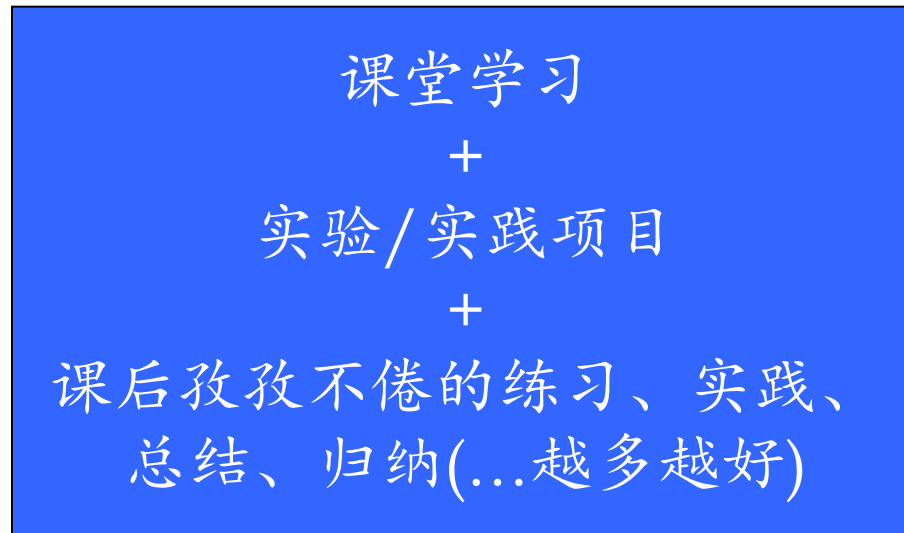 课堂学习
+
实验/实践项目
+
课后孜孜不倦的练习、实践、
总结、归纳(...越多越好)